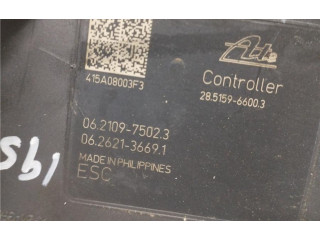 Ate
415A08003F3
Controller
28.5159-6600.3
06.2109-7502.3
06.2621-3669.1
MADE IN PHILIPPINES
ESC